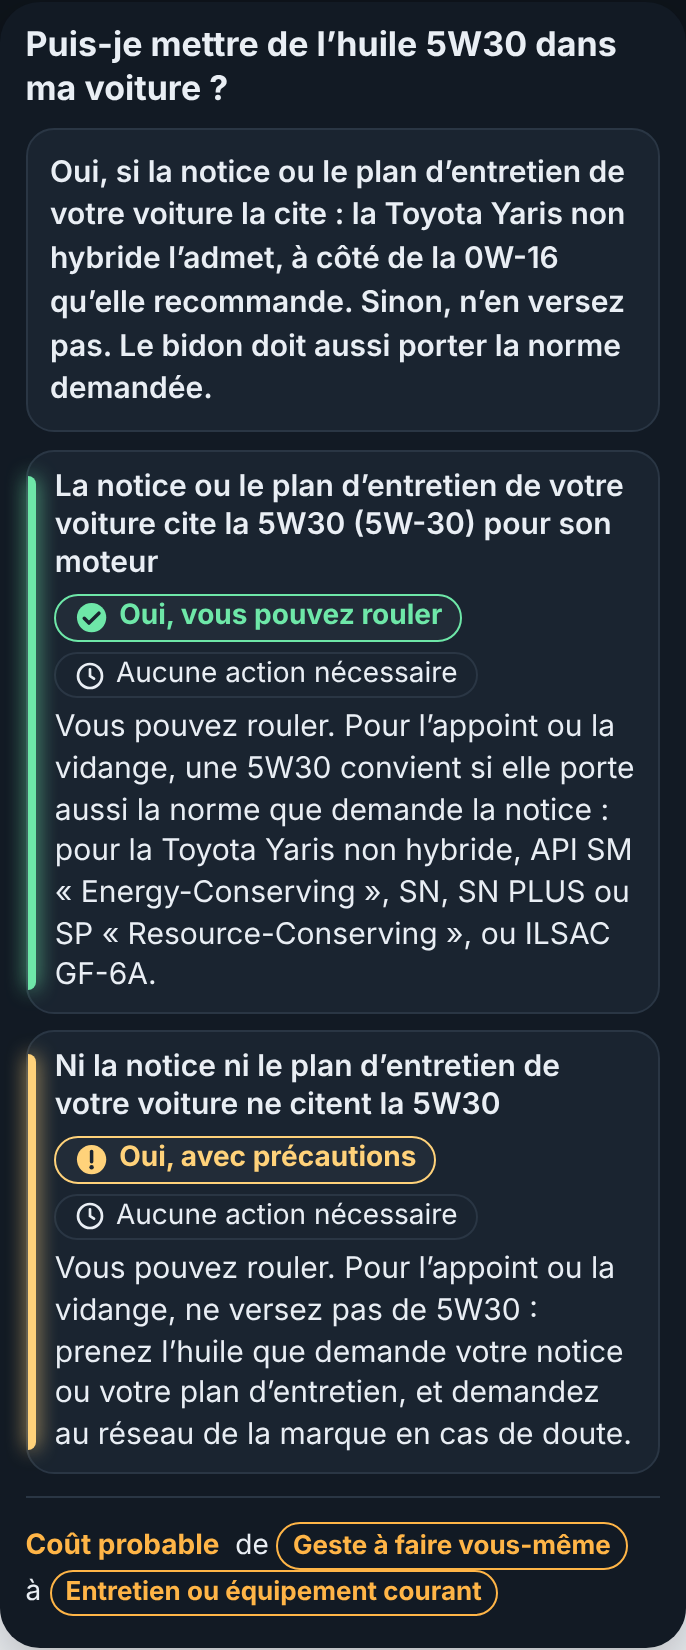 Puis-je mettre de l’huile 5W30 dans
ma voiture ?
Oui, si la notice ou le plan d’entretien de
votre voiture la cite : la Toyota Yaris non
hybride l’admet, à côté de la 0W-16
qu’elle recommande. Sinon, n’en versez
pas. Le bidon doit aussi porter la norme
demandée.
La notice ou le plan d’entretien de votre
voiture cite la 5W30 (5W-30) pour son
moteur
Oui, vous pouvez rouler
Aucune action nécessaire
Vous pouvez rouler. Pour l’appoint ou la
vidange, une 5W30 convient si elle porte
aussi la norme que demande la notice :
pour la Toyota Yaris non hybride, API SM
« Energy-Conserving », SN, SN PLUS ou
SP « Resource-Conserving », ou ILSAC
GF-6A.
Ni la notice ni le plan d’entretien de
votre voiture ne citent la 5W30
Oui, avec précautions
Aucune action nécessaire
Vous pouvez rouler. Pour l’appoint ou la
vidange, ne versez pas de 5W30 :
prenez l’huile que demande votre notice
ou votre plan d’entretien, et demandez
au réseau de la marque en cas de doute.
Coût probable de Geste à faire vous-même
à Entretien ou équipement courant